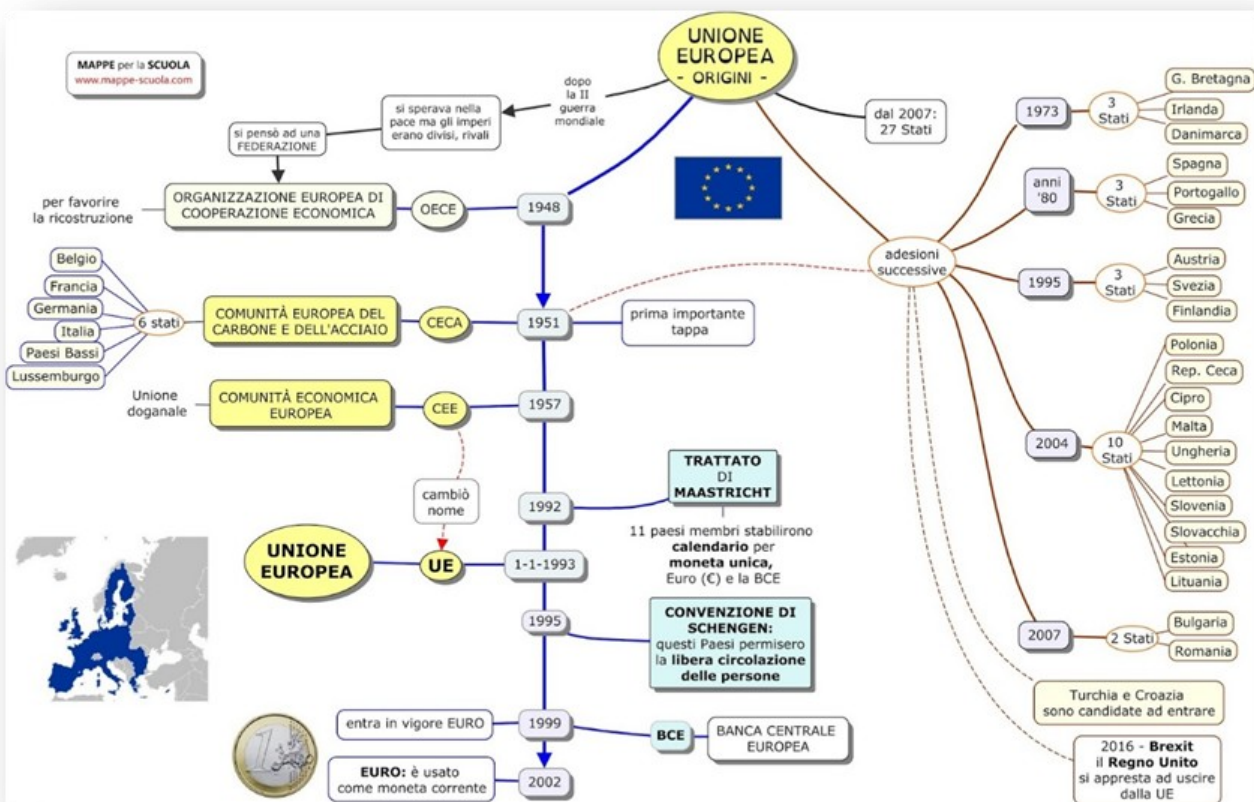 MAPPE per la SCUOLA
www.mappe-scuola.com
UNIONE
EUROPEA
- ORIGINI -
dopo
la II
guerra
mondiale
si sperava nella
pace ma gli imperi
erano divisi, rivali
si pensò ad una
FEDERAZIONE
dal 2007:
27 Stati
per favorire
la ricostruzione
ORGANIZZAZIONE EUROPEA DI
COOPERAZIONE ECONOMICA
OECE
1948
Belgio
Francia
Germania
Italia
Paesi Bassi
Lussemburgo
6 stati
COMUNITÀ EUROPEA DEL
CARBONE E DELL'ACCIAIO
CECA
1951
prima importante
tappa
Unione
doganale
COMUNITÀ ECONOMICA
EUROPEA
CEE
1957
cambiò
nome
1992
TRATTATO
DI
MAASTRICHT
11 paesi membri stabilirono
calendario per
moneta unica,
Euro (€) e la BCE
UNIONE
EUROPEA
UE
1-1-1993
1995
CONVENZIONE DI
SCHENGEN:
questi Paesi permisero
la libera circolazione
delle persone
entra in vigore EURO
1999
BCE
BANCA CENTRALE
EUROPEA
EURO: è usato
come moneta corrente
2002
1
adesioni
successive
1973
3
Stati
G. Bretagna
Irlanda
Danimarca
anni
'80
3
Stati
Spagna
Portogallo
Grecia
1995
3
Stati
Austria
Svezia
Finlandia
2004
10
Stati
Polonia
Rep. Ceca
Cipro
Malta
Ungheria
Lettonia
Slovenia
Slovacchia
Estonia
Lituania
2007
2 Stati
Bulgaria
Romania
Turchia e Croazia
sono candidate ad entrare
2016 - Brexit
il Regno Unito
si appresta ad uscire
dalla UE